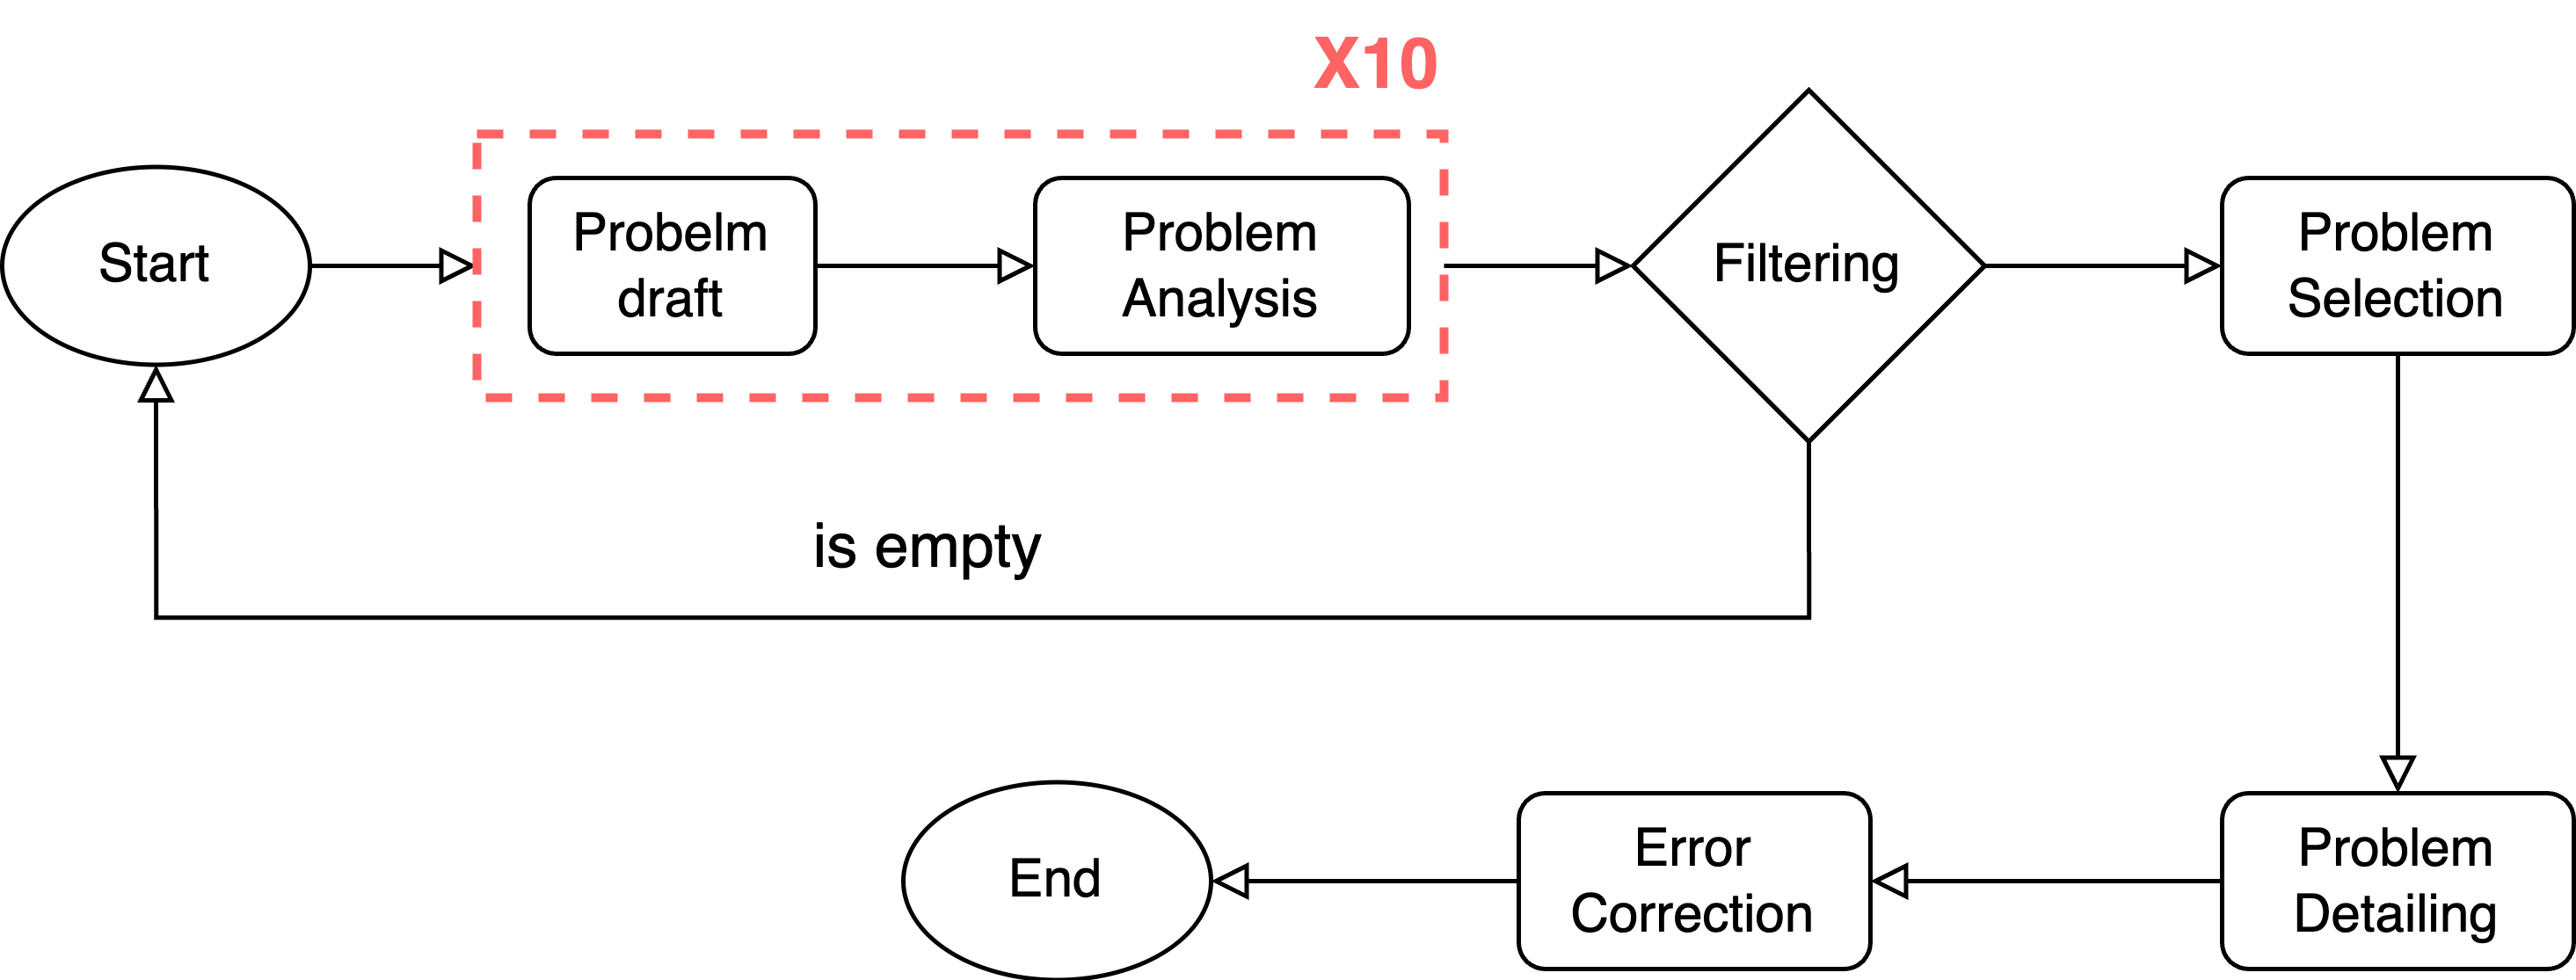 X10
Start
Probelm
draft
Problem
Analysis
Filtering
Problem
Selection
is empty
End
Error
Correction
Problem
Detailing